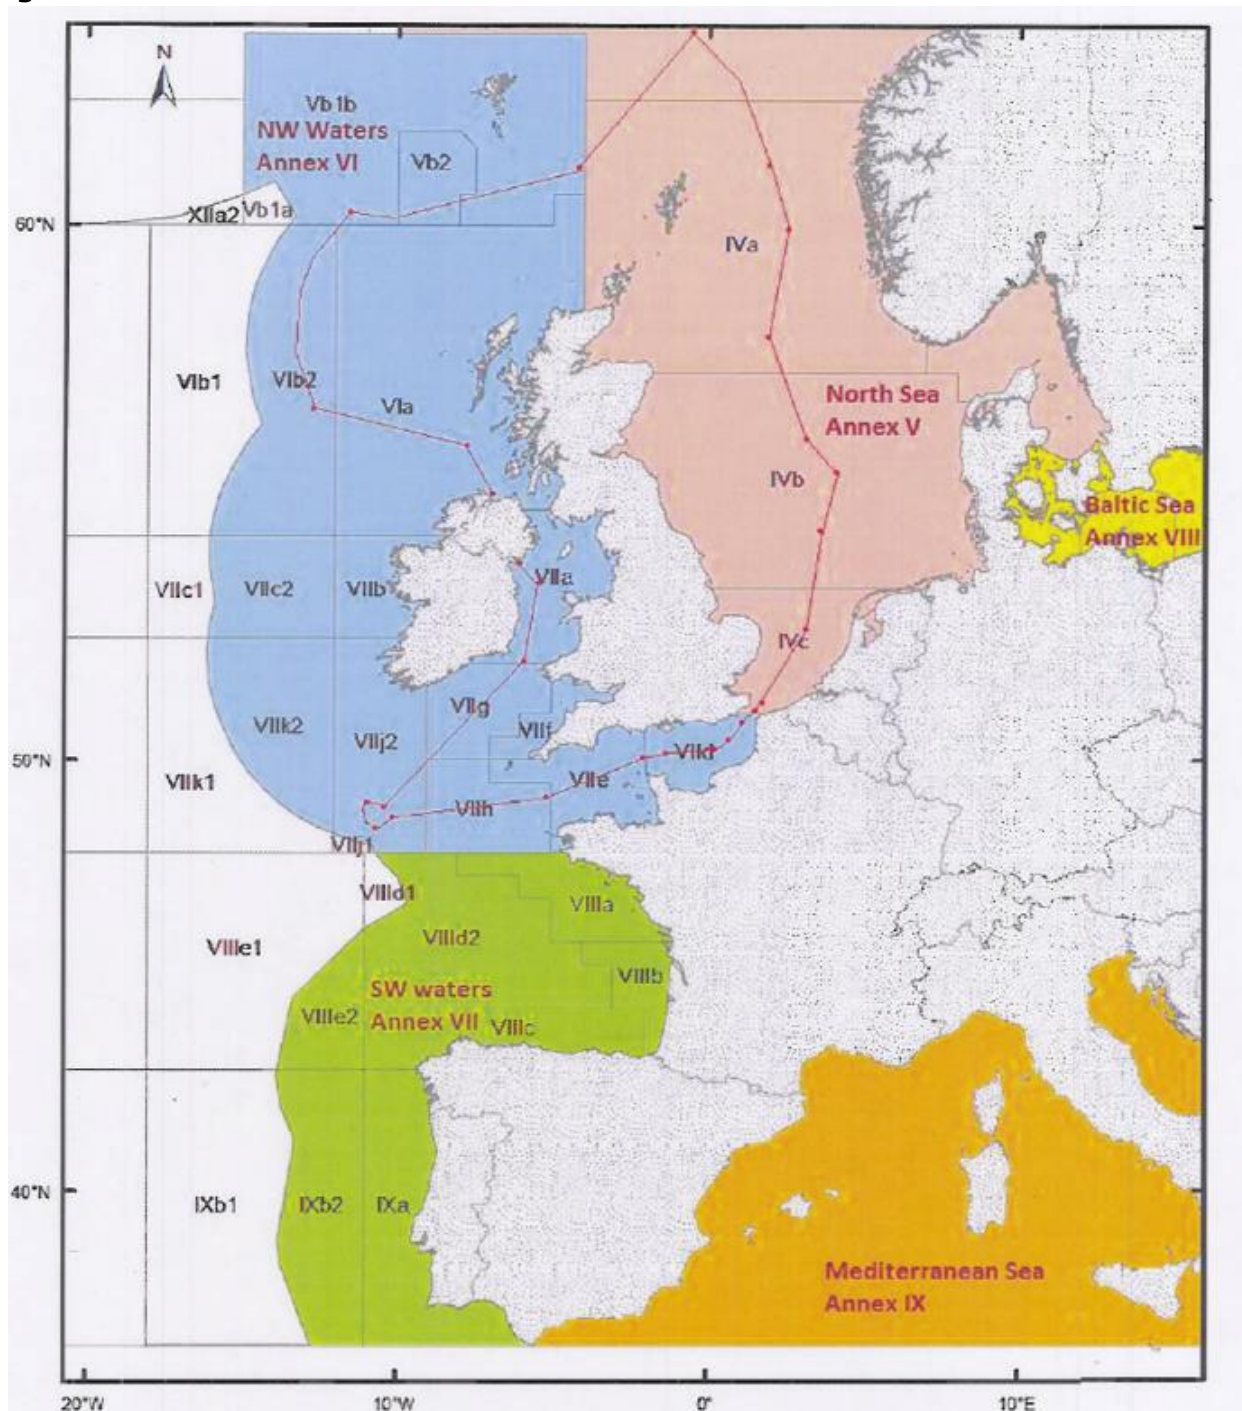 N
Vb1b
NW Waters
Annex VI
Vb2
XIIa2
Vb1a
60°N
IVa
VIb1
VIb2
VIa
North Sea
Annex V
IVb
Baltic Sea
Annex VIII
VIIc1
VIIc2
VIIb
VIIa
IVc
VIIg
VIIk2
VIIj2
VIIf
50°N
VIId
VIIk1
VIIe
VIIh
VIIj1
VIIId1
VIIIa
VIIIe1
VIIId2
VIIIb
SW waters
Annex VII
VIIIe2
VIIIc
40°N
IXb1
IXb2
IXa
Mediterranean Sea
Annex IX
20°W
10°W
0°
10°E